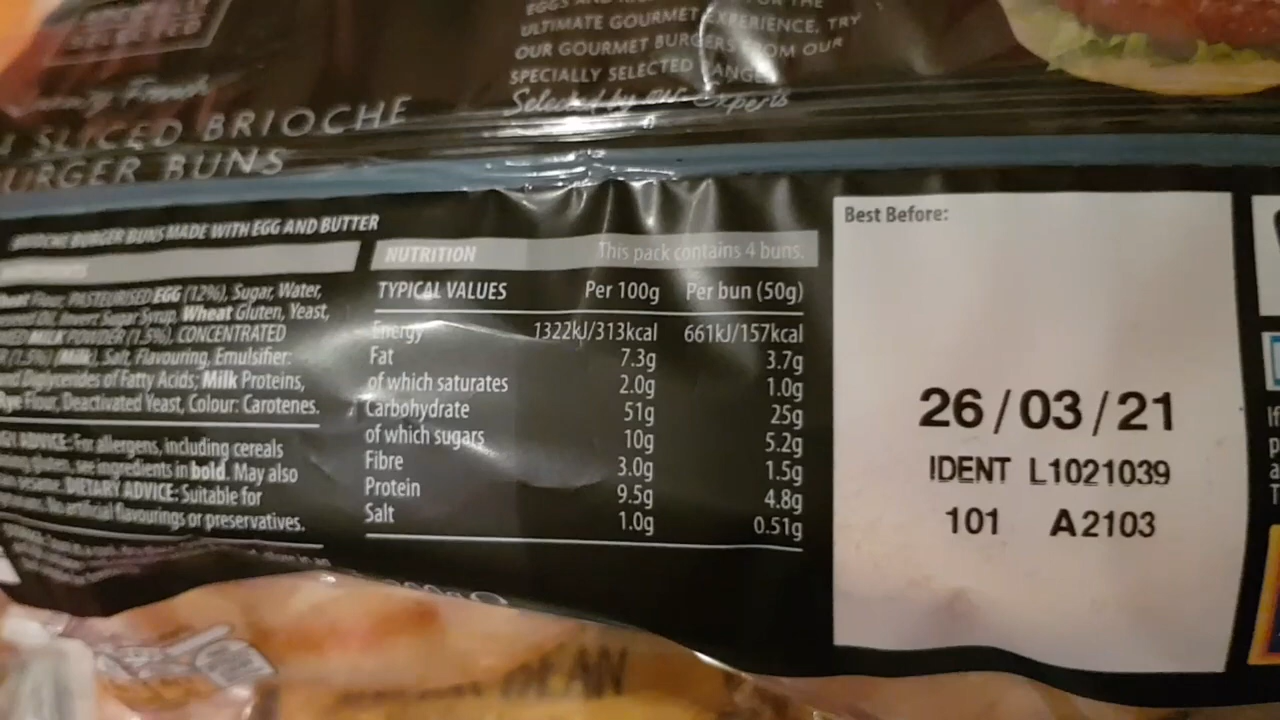 ULTIMATE GOURMET EXPERIENCE, TRY
OUR GOURMET BURGERS FROM OUR
SPECIALLY SELECTED RANGE
Selected by our Experts
SLICED BRIOCHE
BURGER BUNS
BRIOCHE BURGER BUNS MADE WITH EGG AND BUTTER
Flour, PASTEURISED EGG (12%), Sugar, Water,
Oil, Invert Sugar Syrup, Wheat Gluten, Yeast,
MILK POWDER (1.5%), CONCENTRATED
(1.5%) (Milk), Salt, Flavouring, Emulsifier:
Diglycerides of Fatty Acids; Milk Proteins,
Rye Flour, Deactivated Yeast, Colour: Carotenes.
ADVICE: For allergens, including cereals
gluten, see ingredients in bold. May also
sesame. DIETARY ADVICE: Suitable for
No artificial flavourings or preservatives.
NUTRITION This pack contains 4 buns.
TYPICAL VALUES Per 100g Per bun (50g)
Energy 1322kJ/313kcal 661kJ/157kcal
Fat 7.3g 3.7g
of which saturates 2.0g 1.0g
Carbohydrate 51g 25g
of which sugars 10g 5.2g
Fibre 3.0g 1.5g
Protein 9.5g 4.8g
Salt 1.0g 0.51g
Best Before:
26/03/21
IDENT L1021039
101 A2103